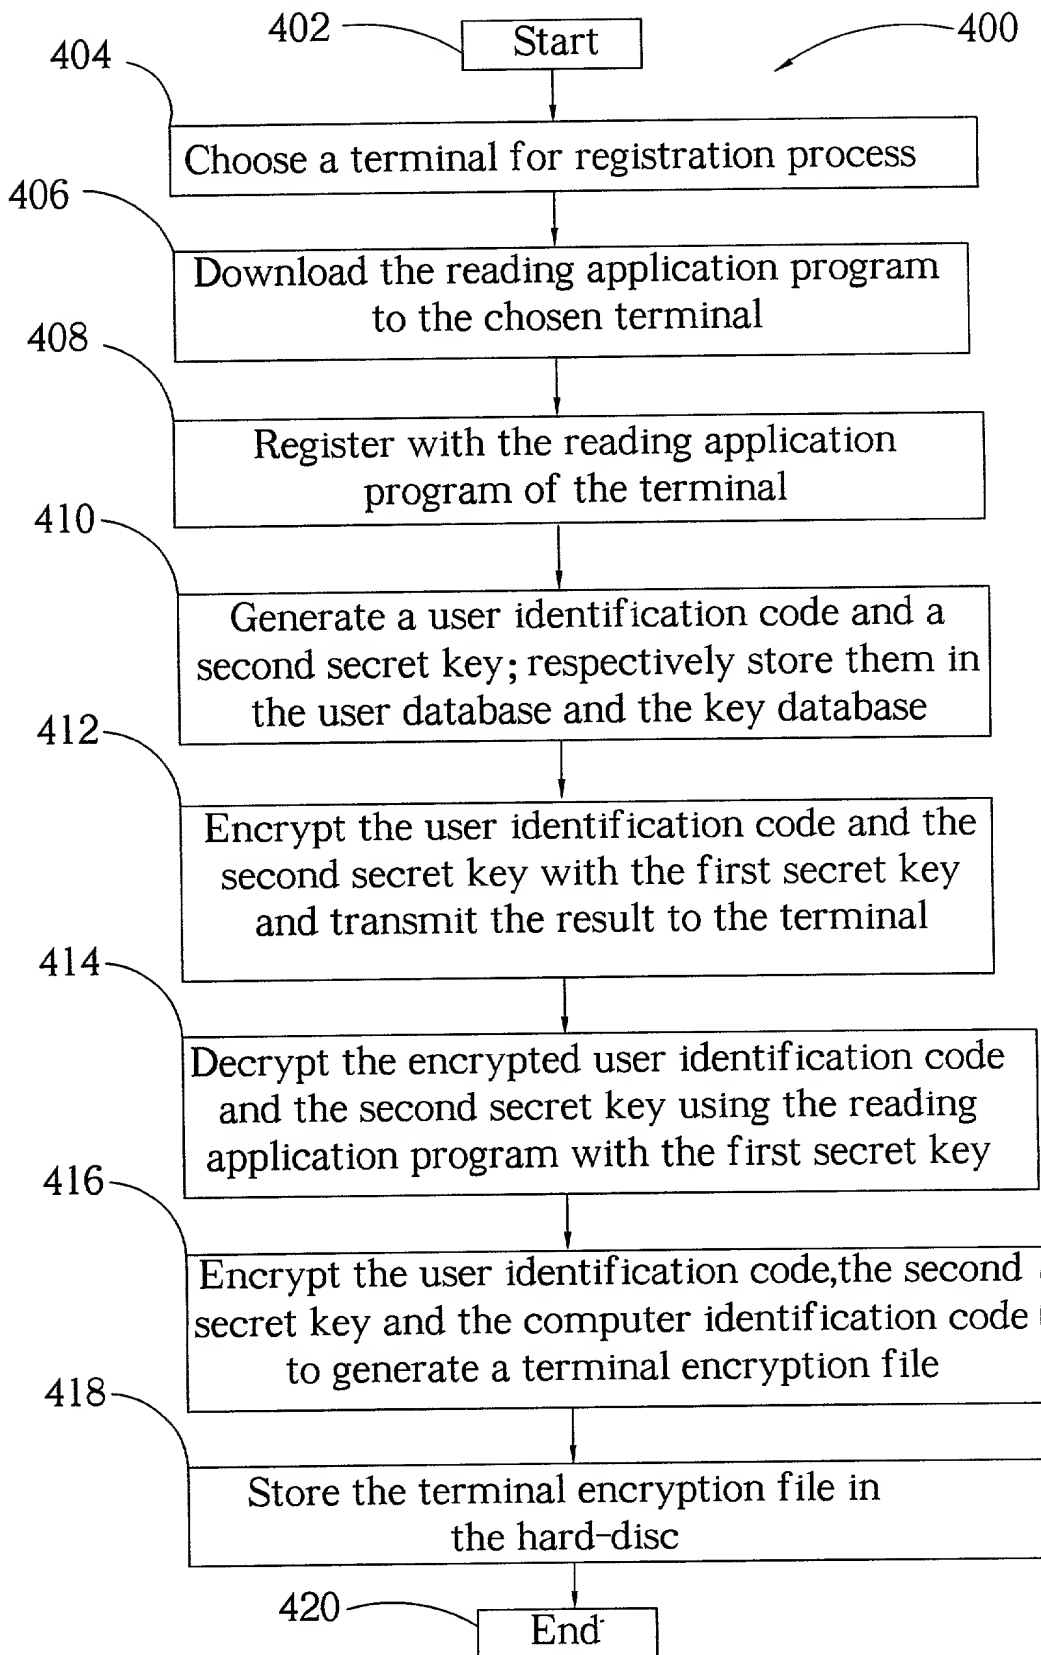 402
Start
400
404
Choose a terminal for registration process
406
Download the reading application program
to the chosen terminal
408
Register with the reading application
program of the terminal
410
Generate a user identification code and a
second secret key; respectively store them in
the user database and the key database
412
Encrypt the user identification code and the
second secret key with the first secret key
and transmit the result to the terminal
414
Decrypt the encrypted user identification code
and the second secret key using the reading
application program with the first secret key
416
Encrypt the user identification code,the second
secret key and the computer identification code
to generate a terminal encryption file
418
Store the terminal encryption file in
the hard-disc
420
End